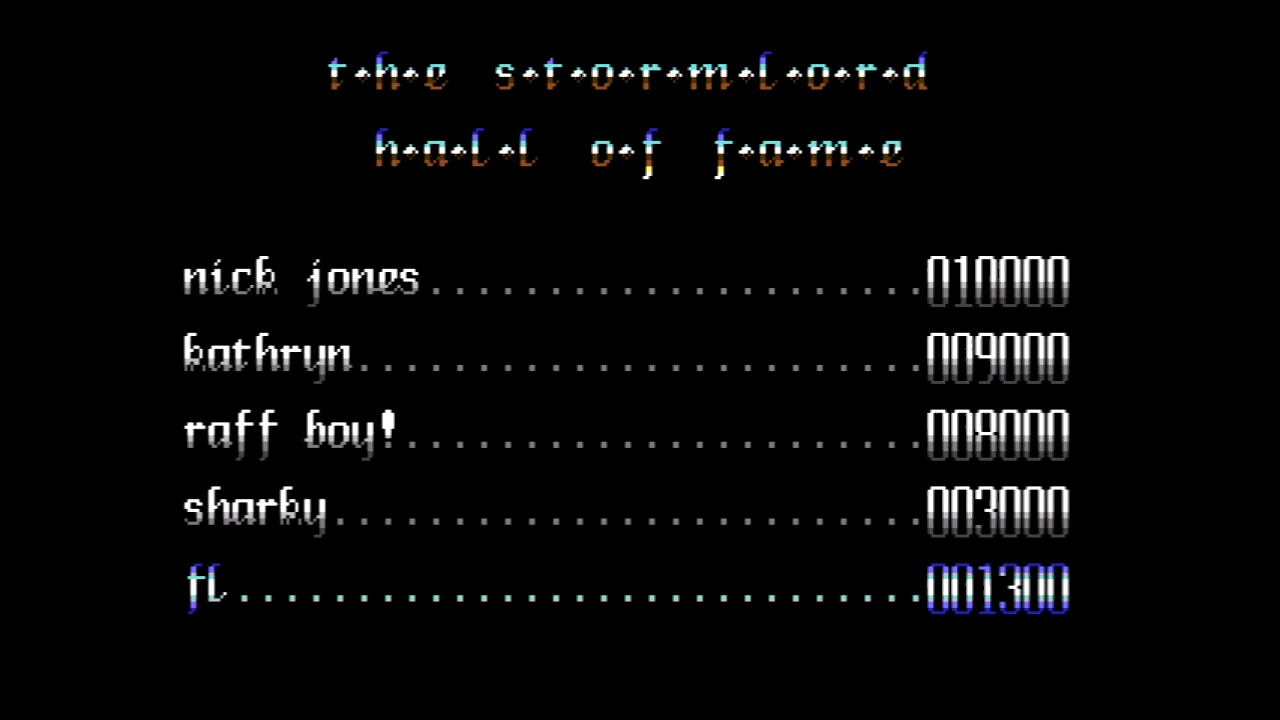 t·h·e s·t·o·r·m·l·o·r·d
h·a·l·l o·f f·a·m·e
nick jones.....................010000
kathryn........................009000
raff boy!......................008000
sharky.........................003000
fl.............................001300